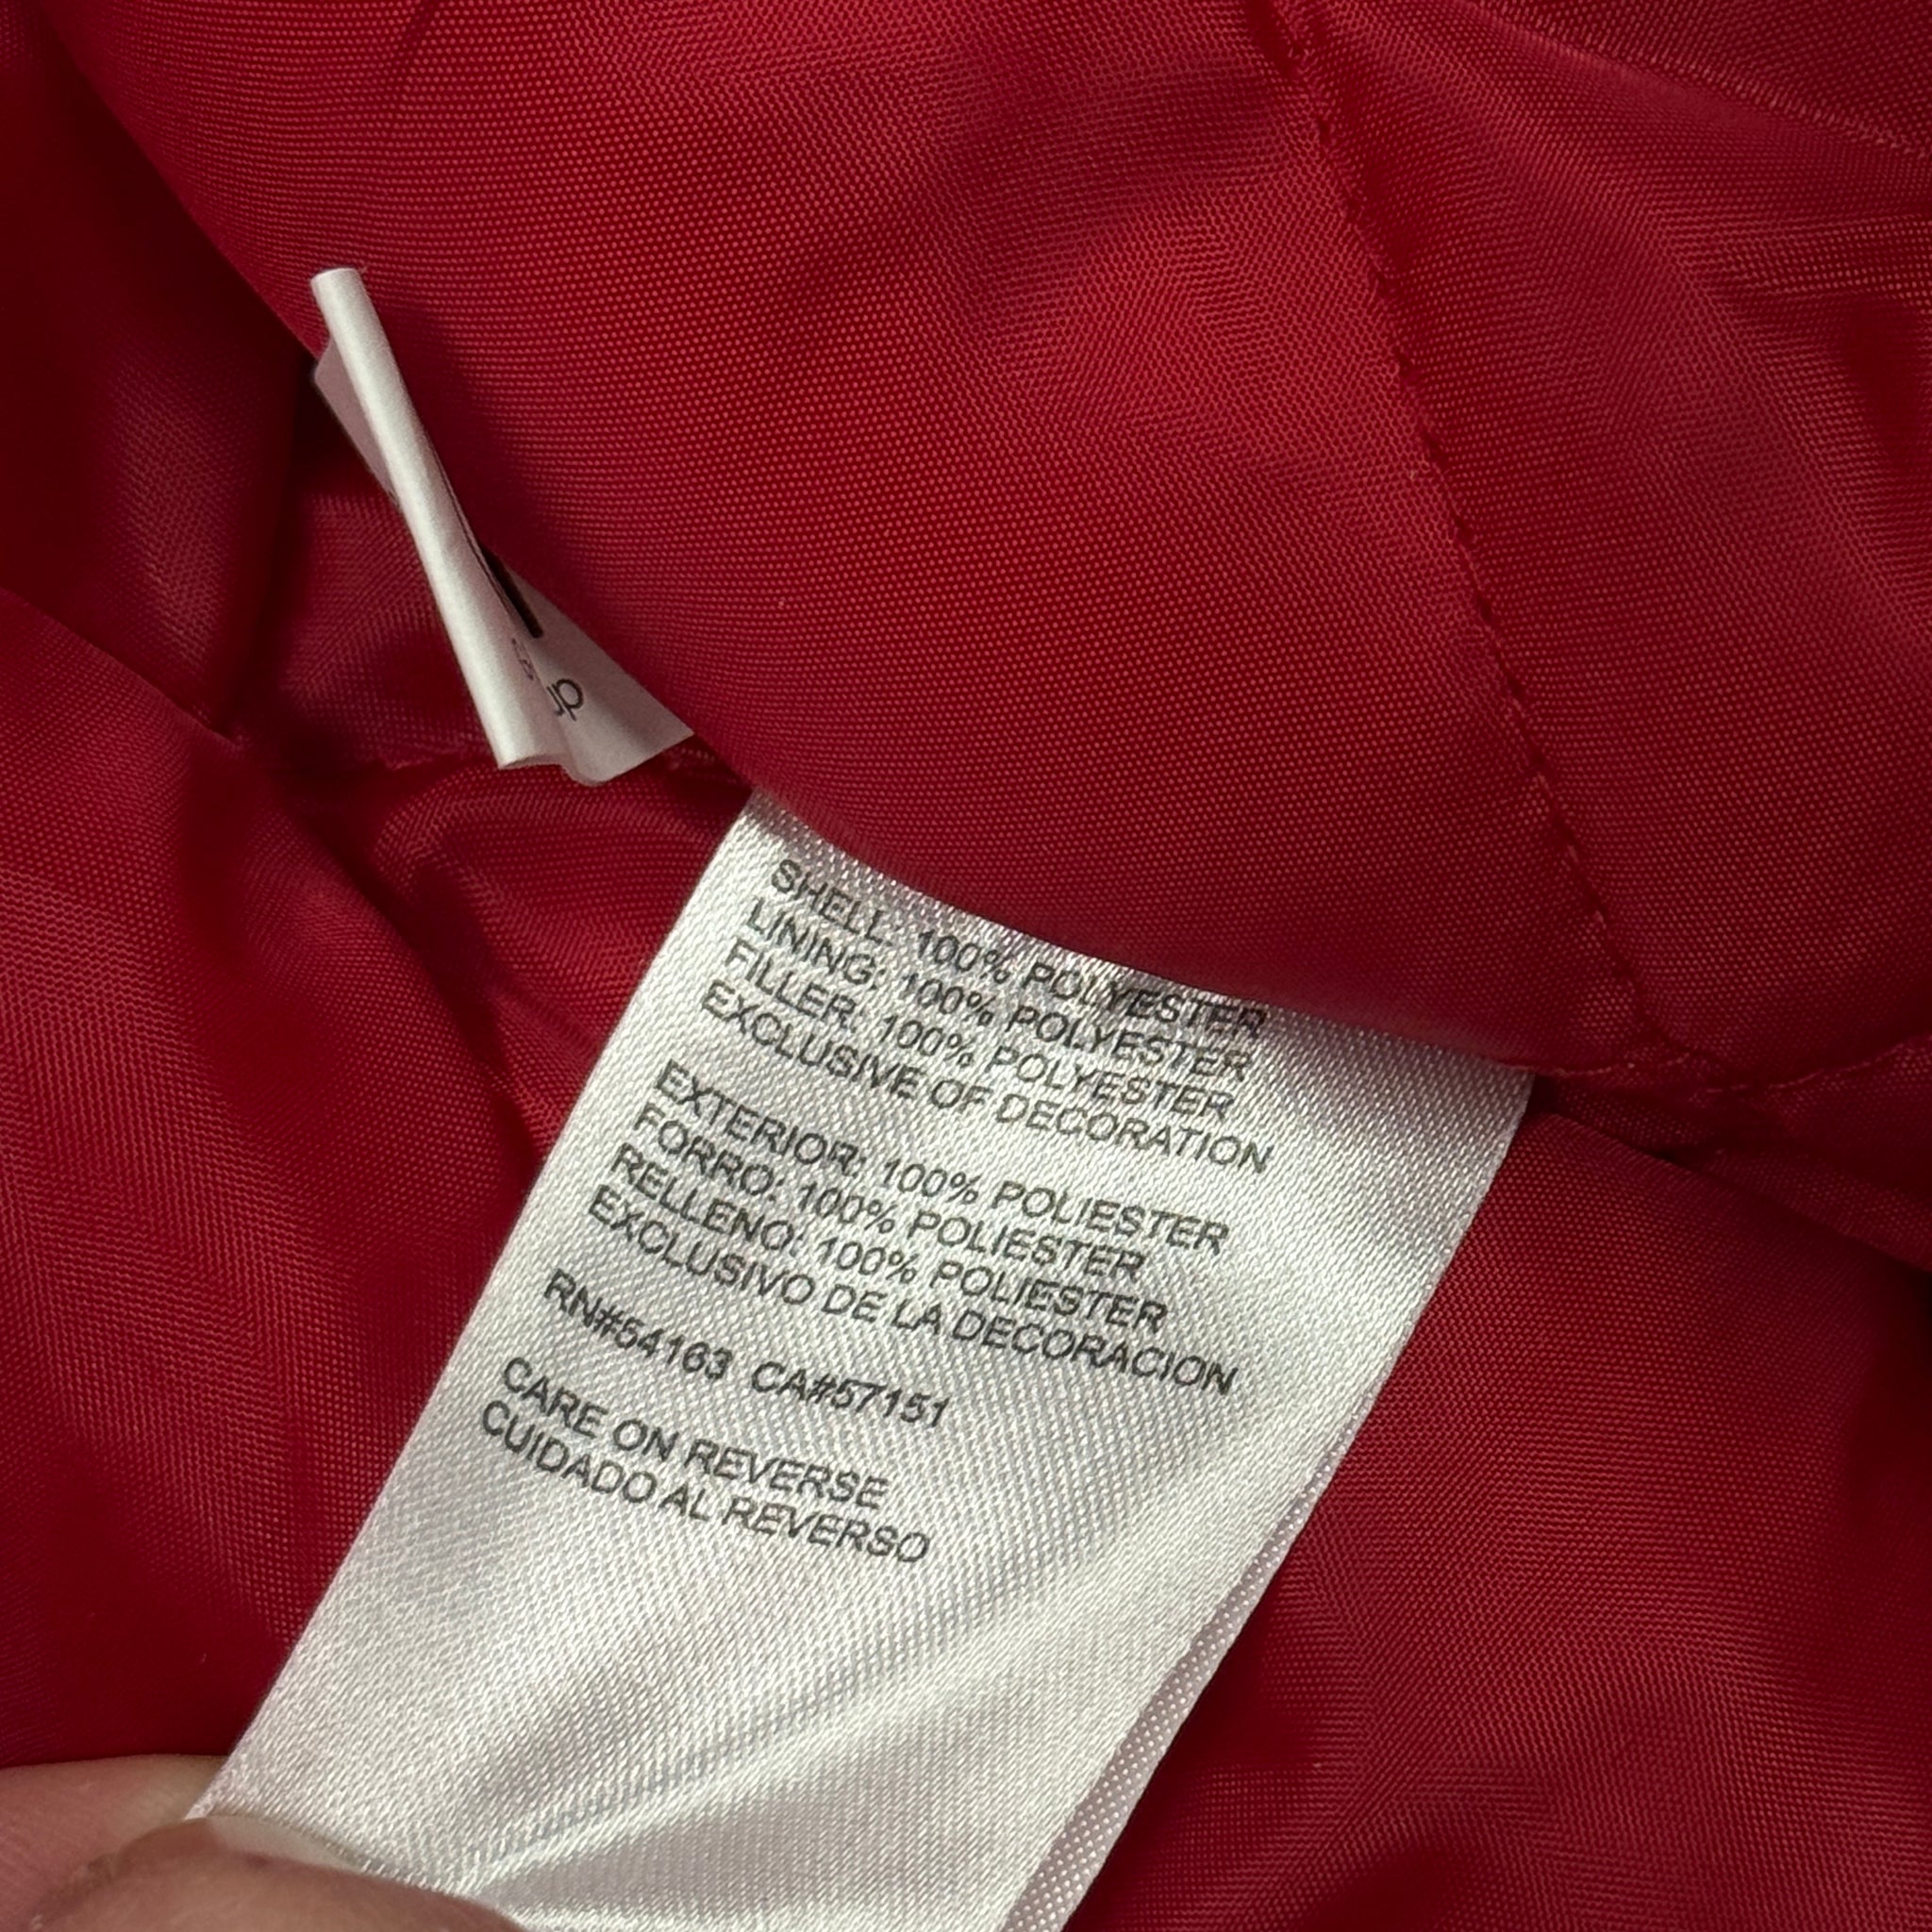 SHELL: 100% POLYESTER
LINING: 100% POLYESTER
FILLER: 100% POLYESTER
EXCLUSIVE OF DECORATION
EXTERIOR: 100% POLIESTER
FORRO: 100% POLIESTER
RELLENO: 100% POLIESTER
EXCLUSIVO DE LA DECORACION
RN#54163 CA#57151
CARE ON REVERSE
CUIDADO AL REVERSO